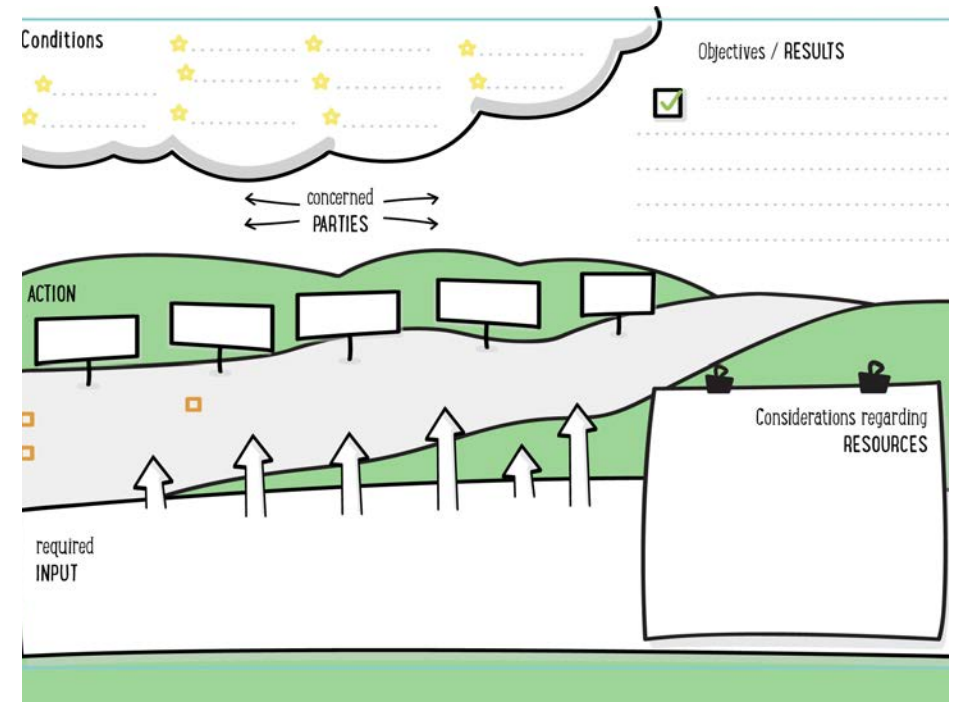 Conditions
Objectives / RESULTS
concerned
PARTIES
ACTION
Considerations regarding
RESOURCES
required
INPUT